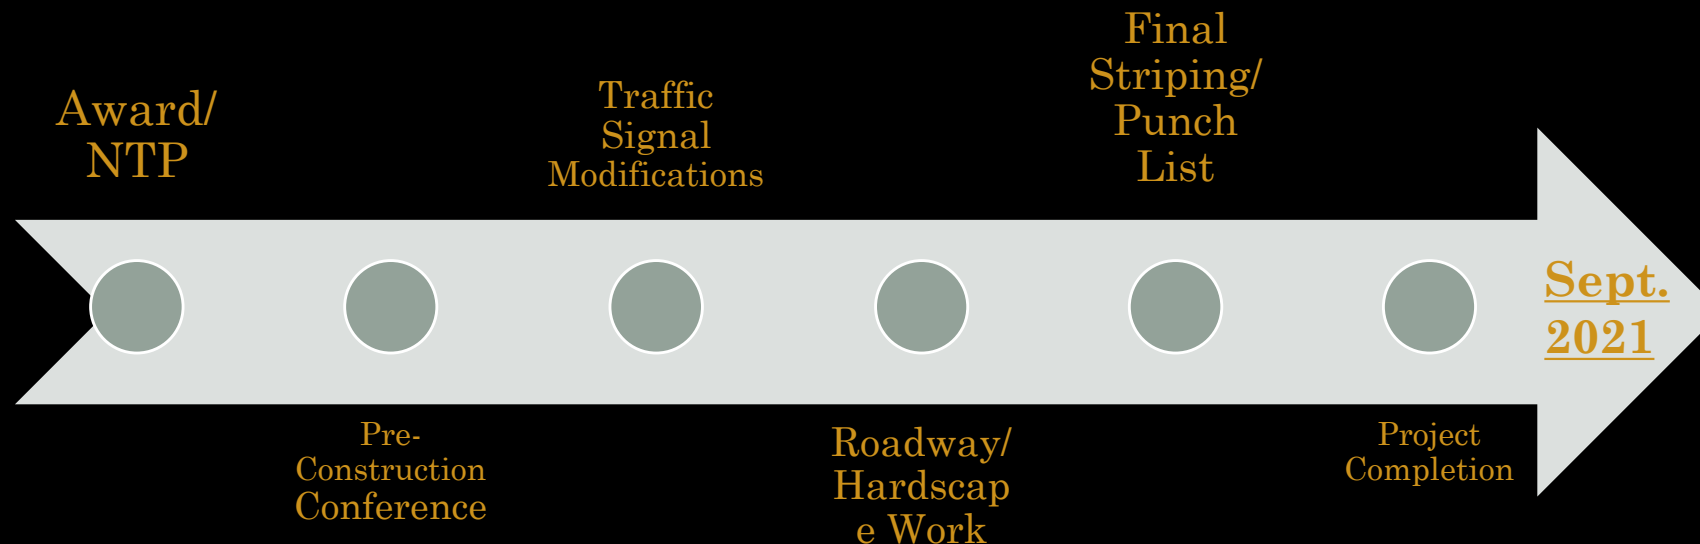 Award/
NTP
Pre-
Construction
Conference
Traffic
Signal
Modifications
Roadway/
Hardscap
e Work
Final
Striping/
Punch
List
Project
Completion
Sept.
2021